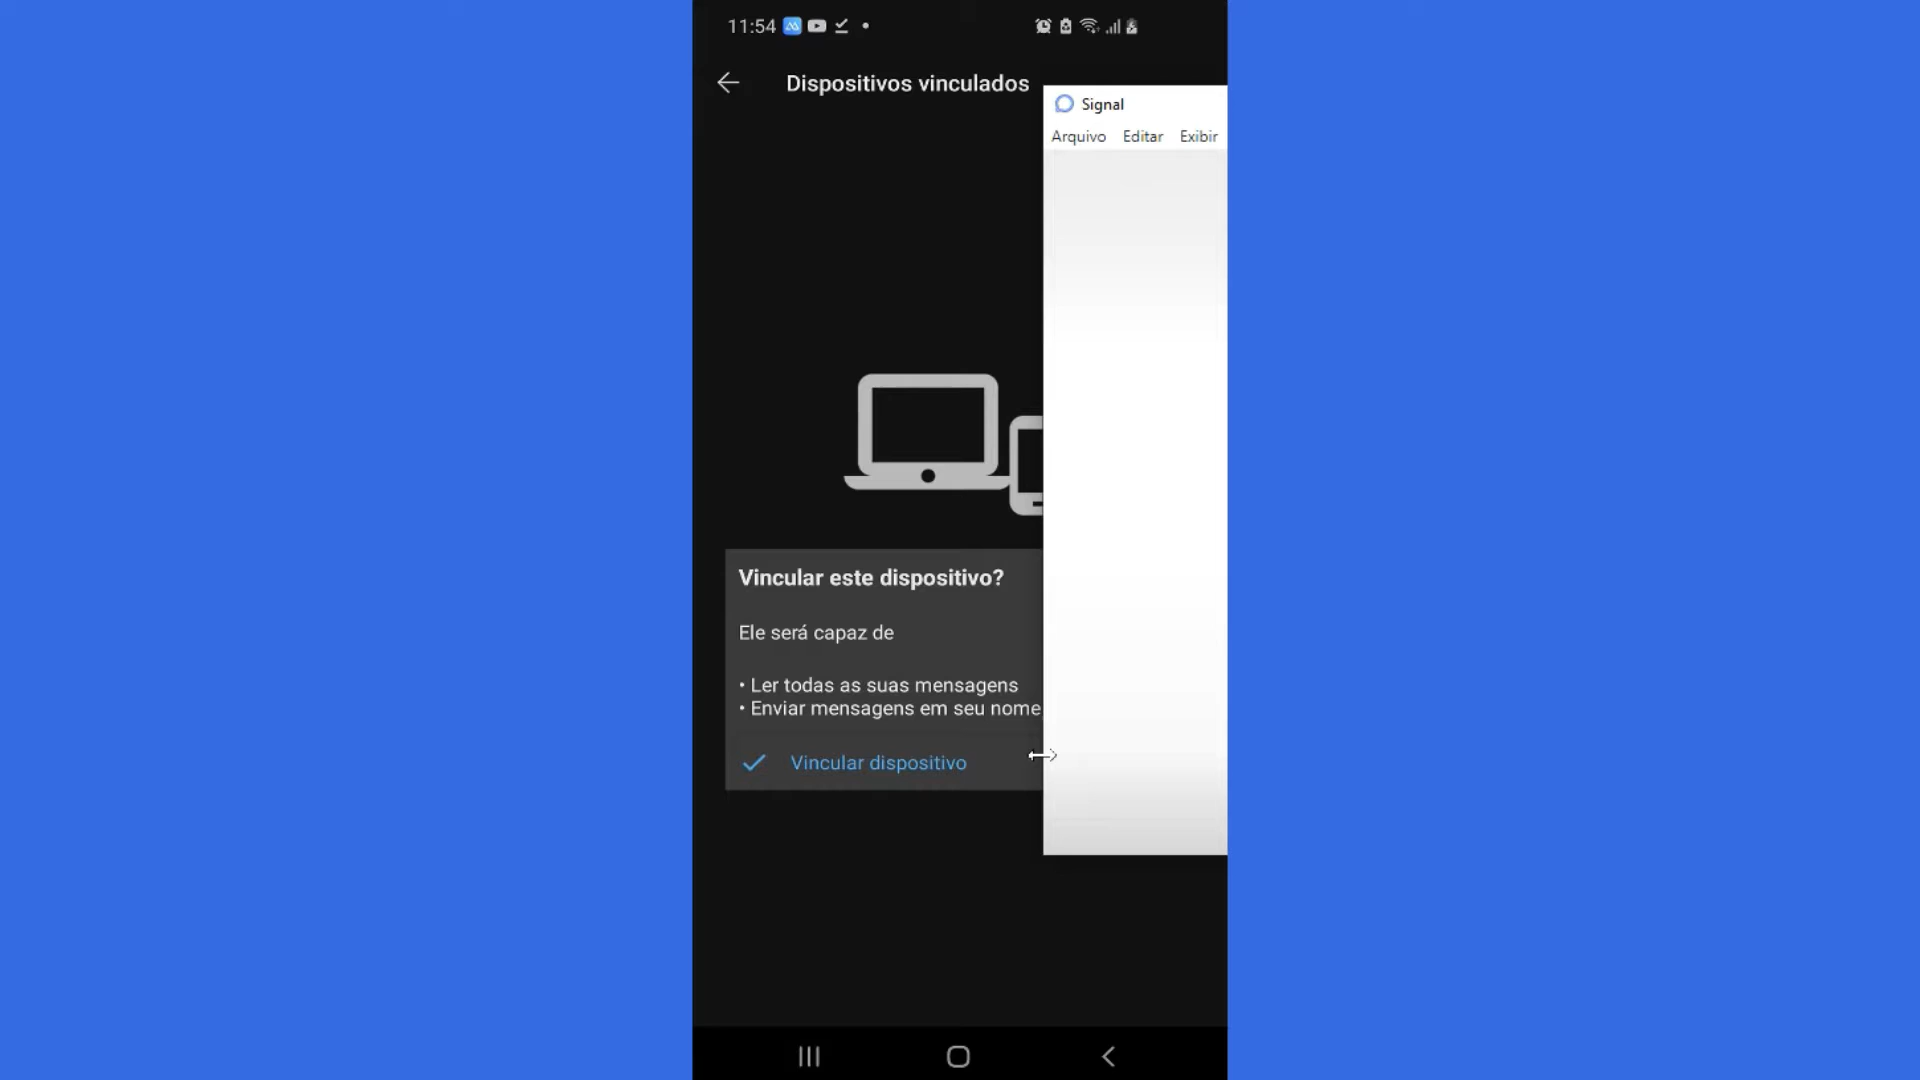 11:54
Dispositivos vinculados
Signal
Arquivo Editar Exibir
Vincular este dispositivo?
Ele será capaz de
• Ler todas as suas mensagens
• Enviar mensagens em seu nome
Vincular dispositivo